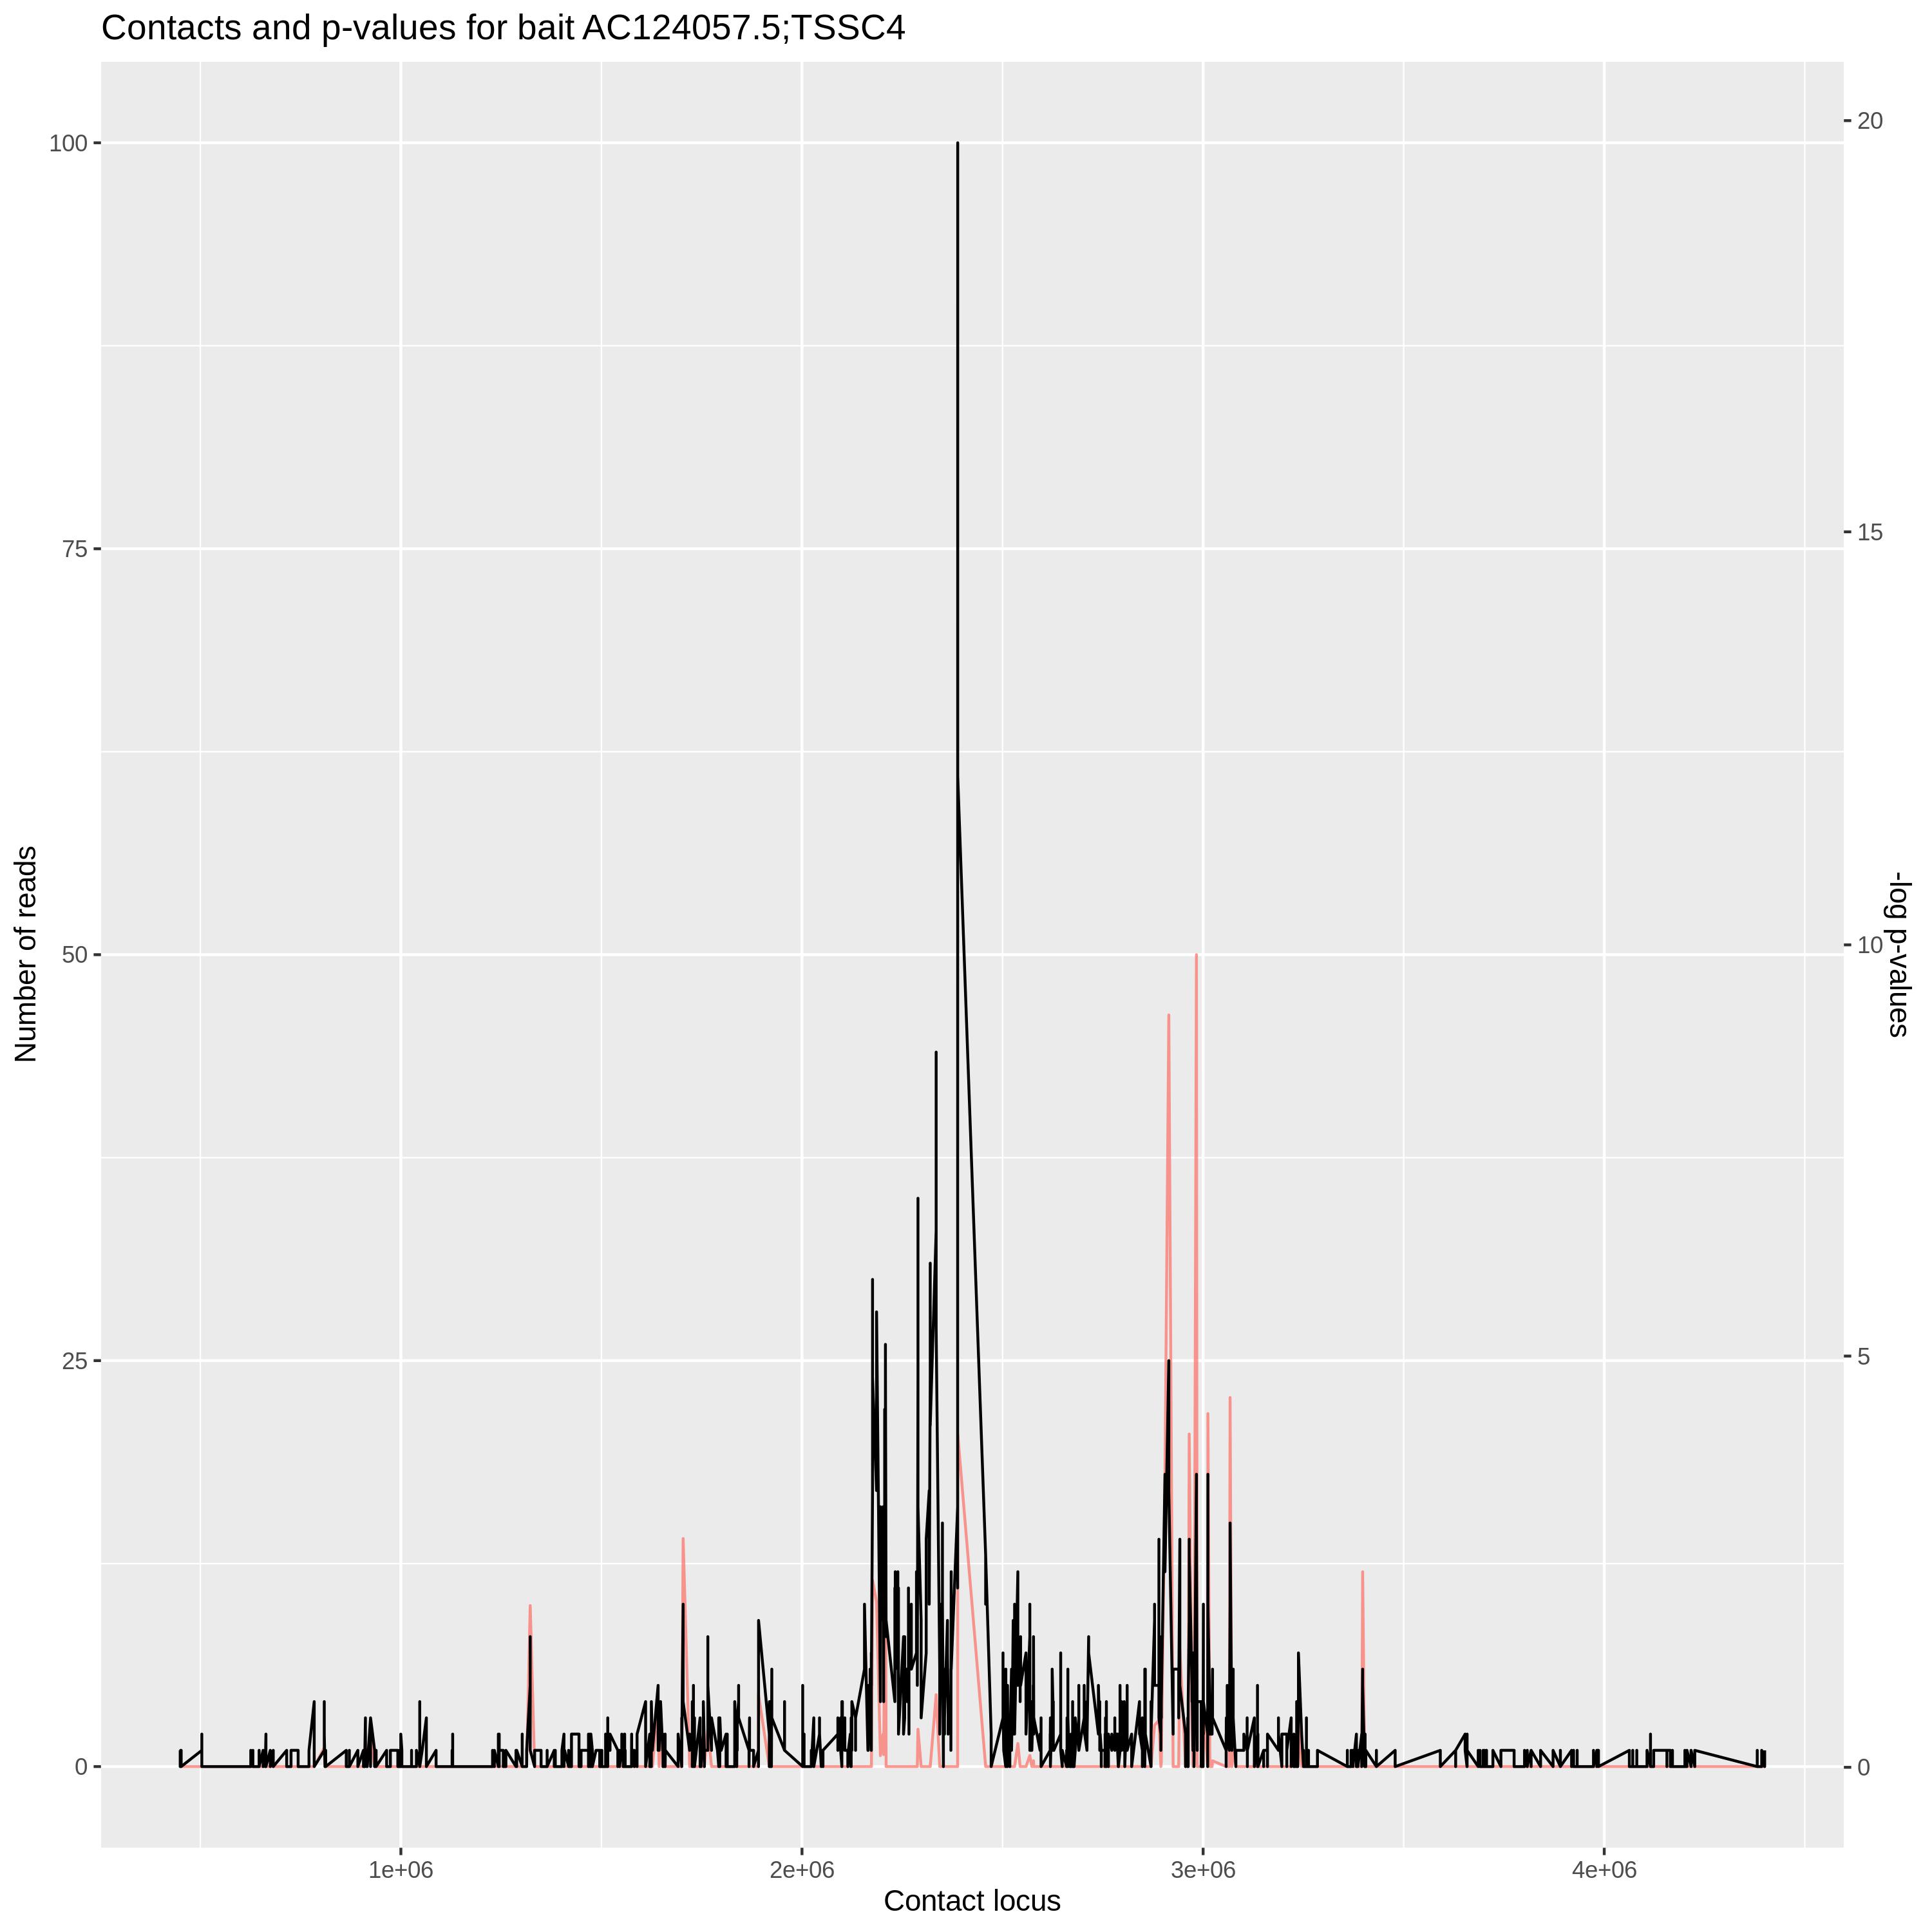 Contacts and p-values for bait AC124057.5;TSSC4
100
75
50
25
0
Number of reads
20
15
10
5
0
-log p-values
1e+06
2e+06
3e+06
4e+06
Contact locus